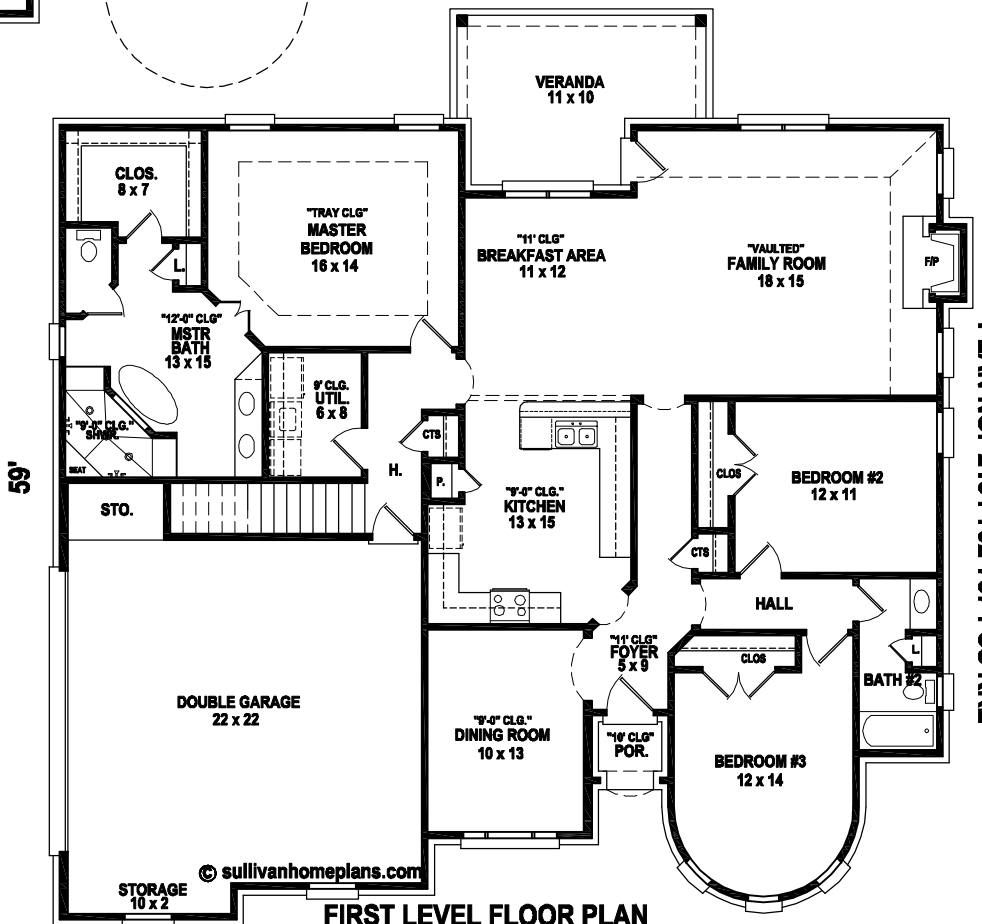 VERANDA
11 x 10
CLOS.
8 x 7
"TRAY CLG"
MASTER
BEDROOM
16 x 14
"11' CLG"
BREAKFAST AREA
11 x 12
"VAULTED"
FAMILY ROOM
18 x 15
F/P
L.
"12'-0" CLG"
MSTR
BATH
13 x 15
9' CLG.
UTIL.
6 x 8
"9'-0" CLG."
SHWR.
SEAT
CTS
H.
P.
"9'-0" CLG."
KITCHEN
13 x 15
CLOS
BEDROOM #2
12 x 11
59'
STO.
CTS
HALL
"11' CLG"
FOYER
5 x 9
CLOS
L.
BATH #2
DOUBLE GARAGE
22 x 22
"9'-0" CLG."
DINING ROOM
10 x 13
"10' CLG"
POR.
BEDROOM #3
12 x 14
© sullivanhomeplans.com
STORAGE
10 x 2
FIRST LEVEL FLOOR PLAN